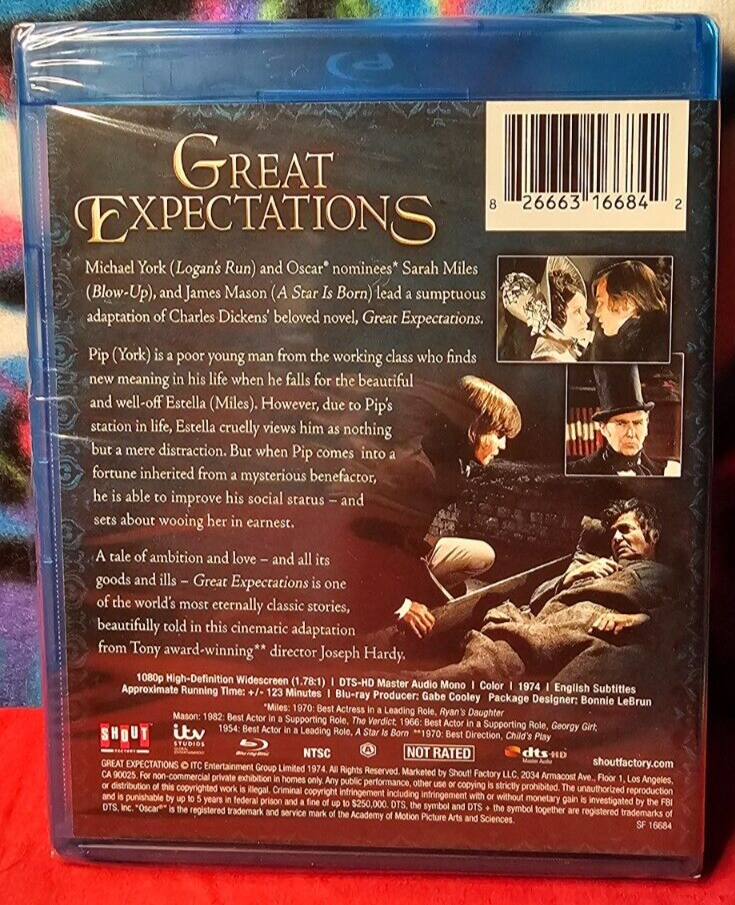 GREAT
EXPECTATIONS
8 26663 16684 2
Michael York (Logan's Run) and Oscar® nominees* Sarah Miles
(Blow-Up), and James Mason (A Star Is Born) lead a sumptuous
adaptation of Charles Dickens' beloved novel, Great Expectations.
Pip (York) is a poor young man from the working class who finds
new meaning in his life when he falls for the beautiful
and well-off Estella (Miles). However, due to Pip's
station in life, Estella cruelly views him as nothing
but a mere distraction. But when Pip comes into a
fortune inherited from a mysterious benefactor,
he is able to improve his social status – and
sets about wooing her in earnest.
A tale of ambition and love – and all its
goods and ills – Great Expectations is one
of the world's most eternally classic stories,
beautifully told in this cinematic adaptation
from Tony award-winning** director Joseph Hardy.
1080p High-Definition Widescreen (1.78:1) | DTS-HD Master Audio Mono | Color | 1974 | English Subtitles
Approximate Running Time: +/- 123 Minutes | Blu-ray Producer: Gabe Cooley Package Designer: Bonnie LeBrun
*Miles: 1970: Best Actress in a Leading Role, Ryan's Daughter
Mason: 1982: Best Actor in a Supporting Role, The Verdict; 1966: Best Actor in a Supporting Role, Georgy Girl;
1954: Best Actor in a Leading Role, A Star Is Born **1970: Best Direction, Child's Play
SHOUT! FACTORY itv STUDIOS GLOBAL ENTERTAINMENT Blu-ray Disc NTSC A NOT RATED dts-HD Master Audio shoutfactory.com
GREAT EXPECTATIONS © ITC Entertainment Group Limited 1974. All Rights Reserved. Marketed by Shout! Factory LLC, 2034 Armacost Ave., Floor 1, Los Angeles,
CA 90025. For non-commercial private exhibition in homes only. Any public performance, other use or copying is strictly prohibited. The unauthorized reproduction
or distribution of this copyrighted work is illegal. Criminal copyright infringement including infringement with or without monetary gain is investigated by the FBI
and is punishable by up to 5 years in federal prison and a fine of up to $250,000. DTS, the symbol and DTS + the symbol together are registered trademarks of
DTS, Inc. "Oscar®" is the registered trademark and service mark of the Academy of Motion Picture Arts and Sciences.
SF 16684